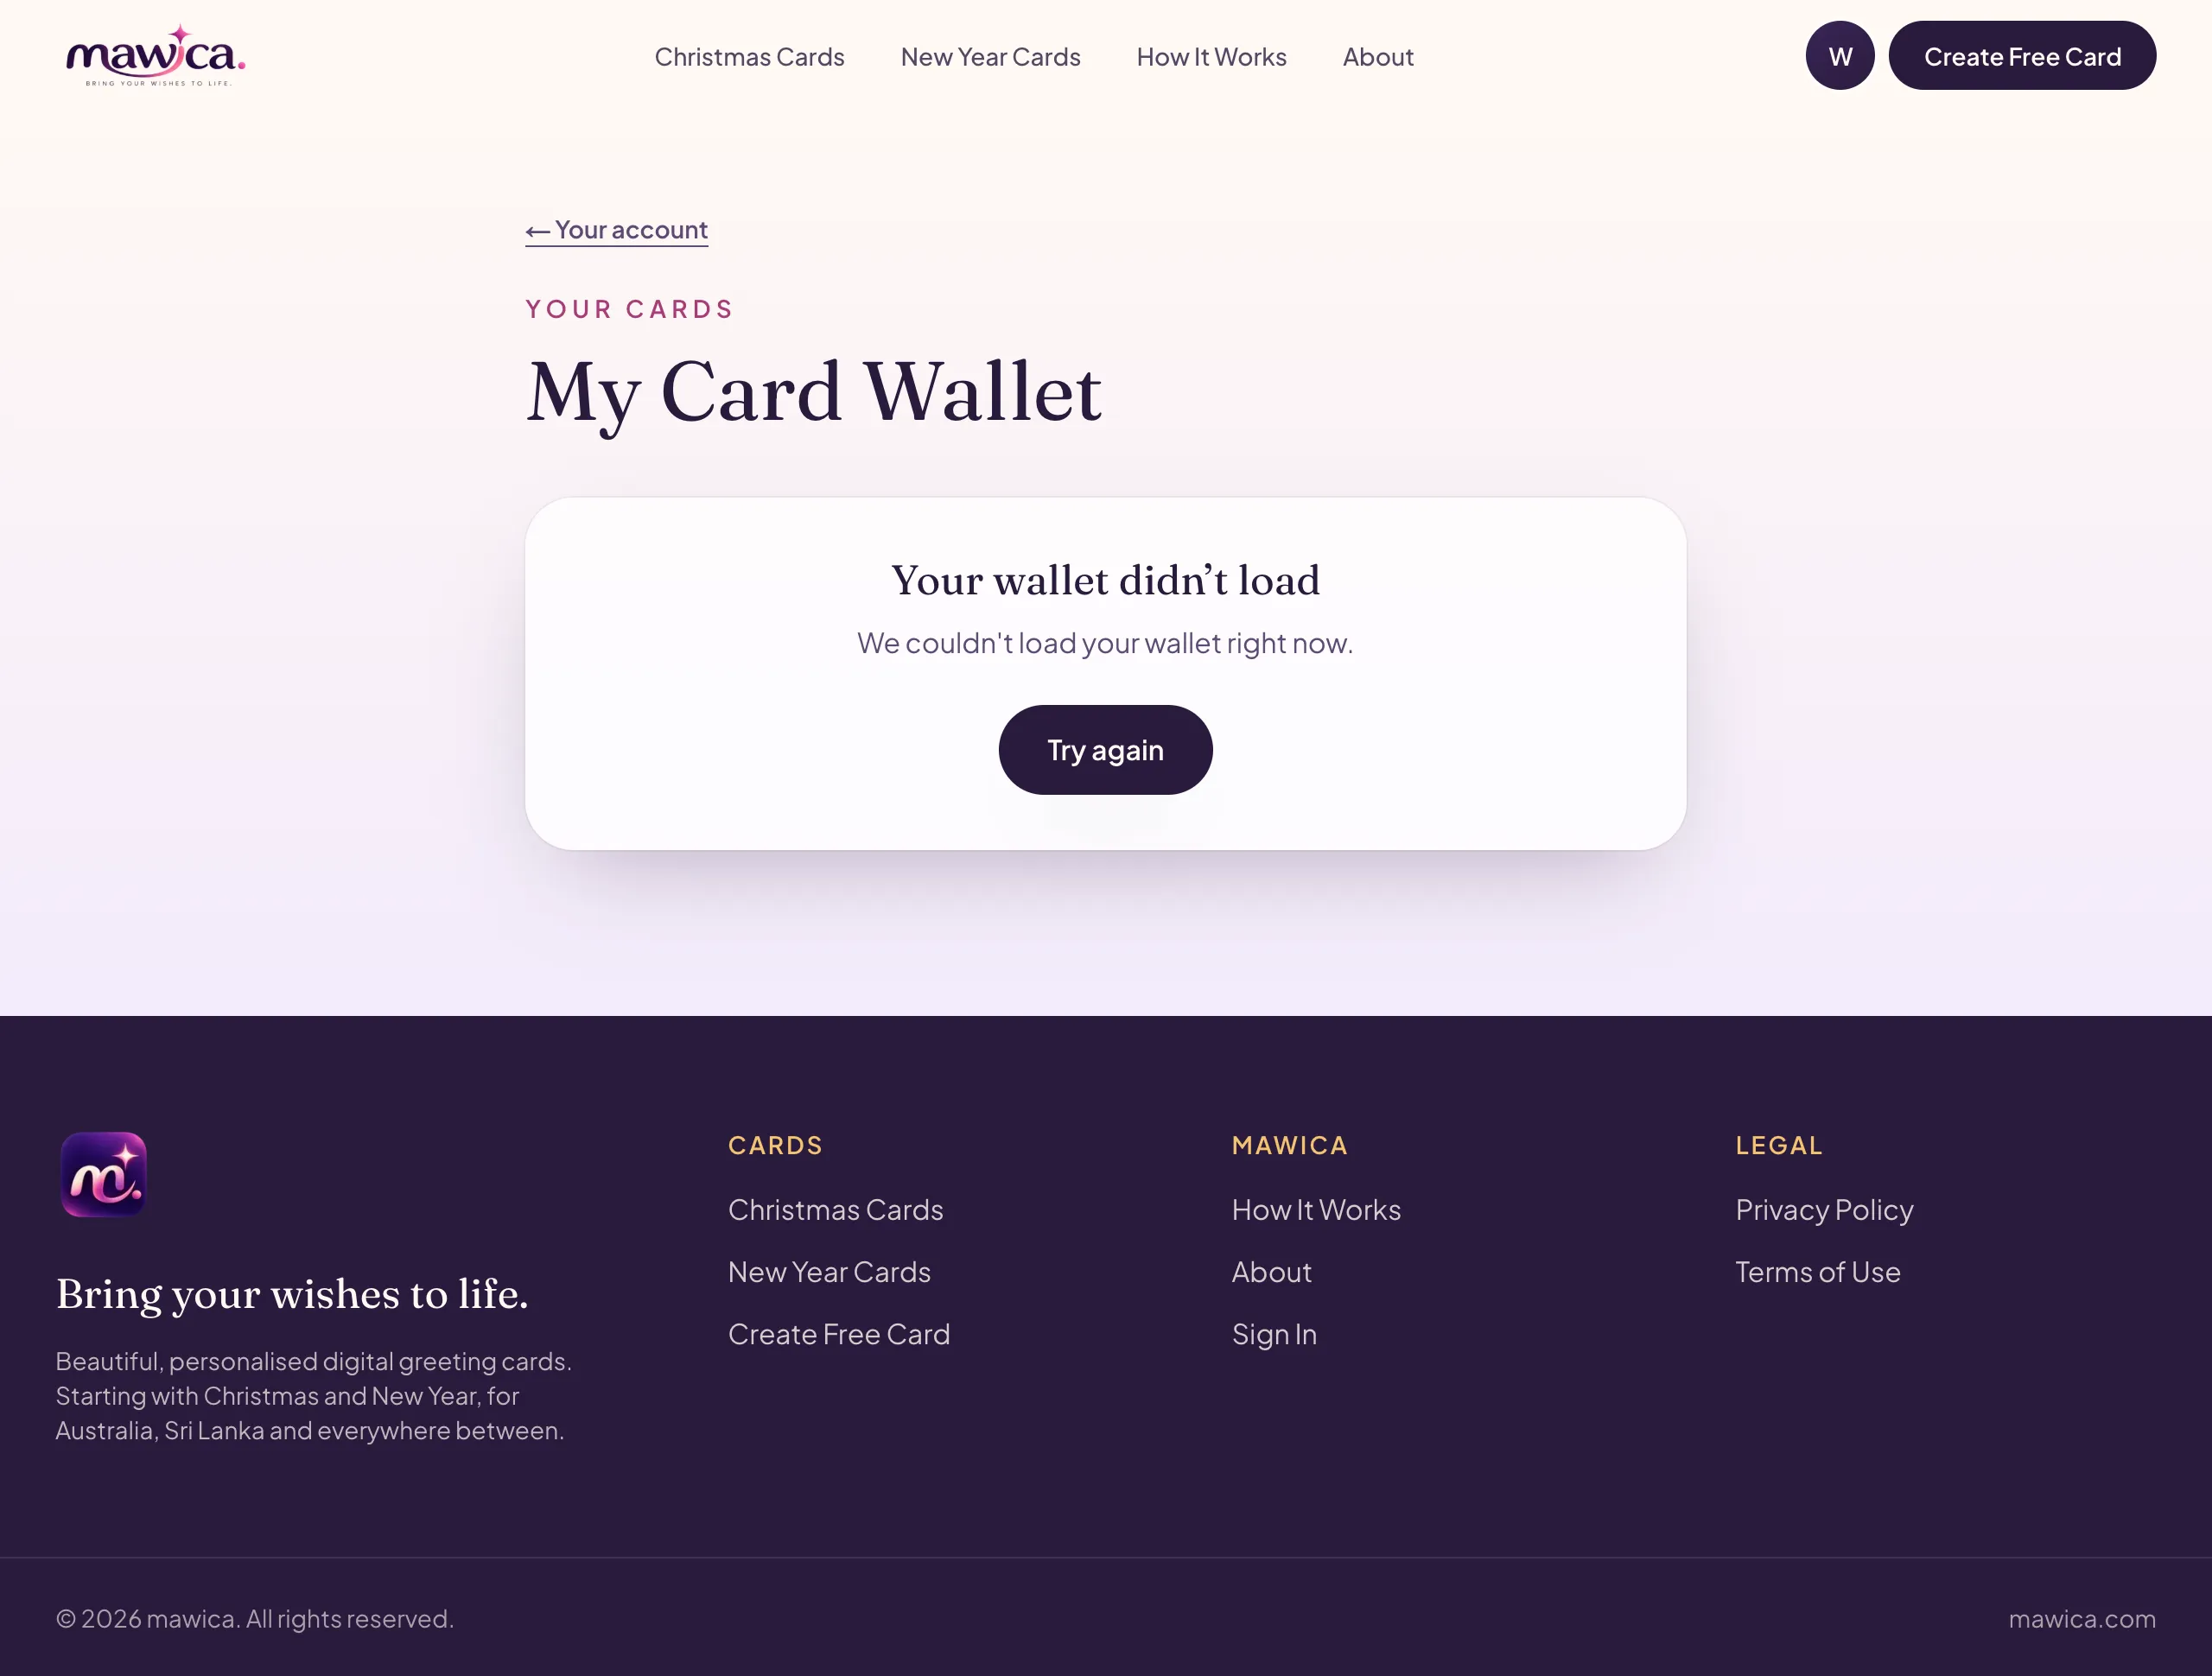 mawica.
BRING YOUR WISHES TO LIFE.
Christmas Cards
New Year Cards
How It Works
About
W
Create Free Card
← Your account
YOUR CARDS
My Card Wallet
Your wallet didn’t load
We couldn't load your wallet right now.
Try again
m.
Bring your wishes to life.
Beautiful, personalised digital greeting cards.
Starting with Christmas and New Year, for
Australia, Sri Lanka and everywhere between.
CARDS
Christmas Cards
New Year Cards
Create Free Card
MAWICA
How It Works
About
Sign In
LEGAL
Privacy Policy
Terms of Use
© 2026 mawica. All rights reserved.
mawica.com